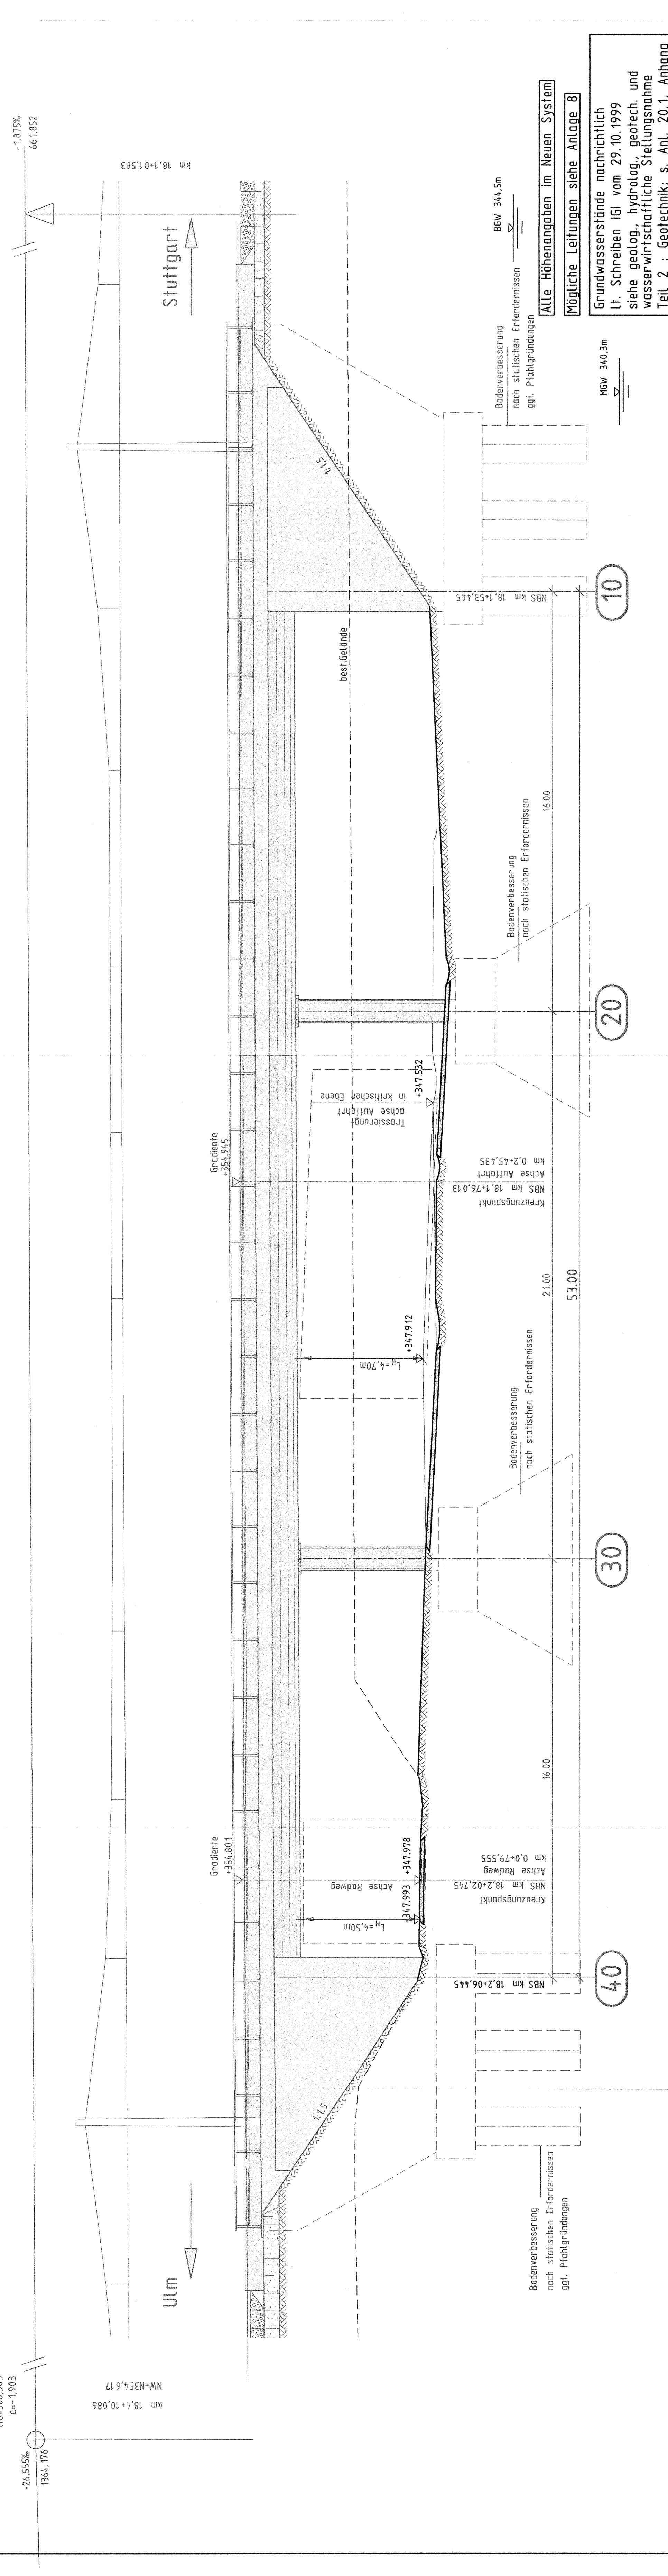 -1,875‰
661,852
km 18,1+01,503
Stuttgart
BGW 344,5m
Alle Höhenangaben im Neuen System
Mögliche Leitungen siehe Anlage 8
Grundwasserstände nachrichtlich
lt. Schreiben IGI vom 29.10.1999
siehe geolog., hydrolog., geotech. und
wasserwirtschaftliche Stellungsnahme
Teil 2 : Geotechnik; s. Anl. 20.1, Anhang
MGW 340,3m
Bodenverbesserung
nach statischen Erfordernissen
ggf. Pfahlgründungen
1:1,5
NBS km 18,1+53,445
10
best.Gelände
16.00
Bodenverbesserung
nach statischen Erfordernissen
20
+347.532
Trassierung+
achse Auffahrt
in kritischer Ebene
Gradiente
+354.945
Kreuzungspunkt
NBS km 18,1+76,013
Achse Auffahrt
km 0,2+45,435
21.00
53.00
+347.912
LH=4,70m
Bodenverbesserung
nach statischen Erfordernissen
30
16.00
Gradiente
+354.801
Achse Radweg
+347.993 +347.978
LH=4,50m
Kreuzungspunkt
NBS km 18,2+02,745
Achse Radweg
km 0,0+79,555
NBS km 18,2+06,445
40
1:1,5
Bodenverbesserung
nach statischen Erfordernissen
ggf. Pfahlgründungen
Ulm
NW=N354,617
km 18,4+10,086
a=-1,903
-26,555‰
1364,176